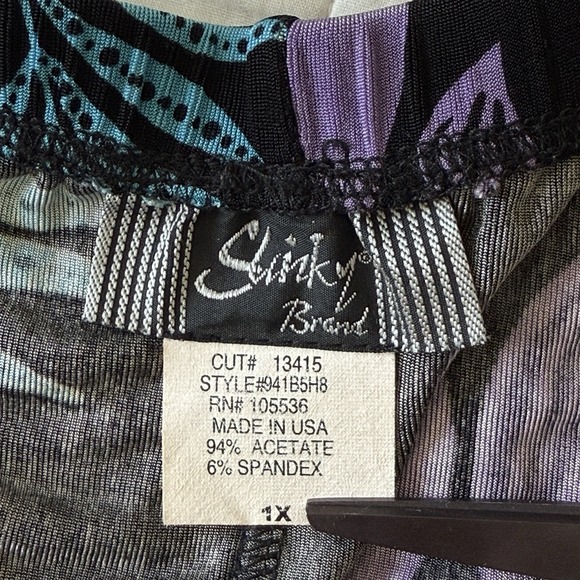 Slinky®
Brand
CUT# 13415
STYLE#941B5H8
RN# 105536
MADE IN USA
94% ACETATE
6% SPANDEX
1X